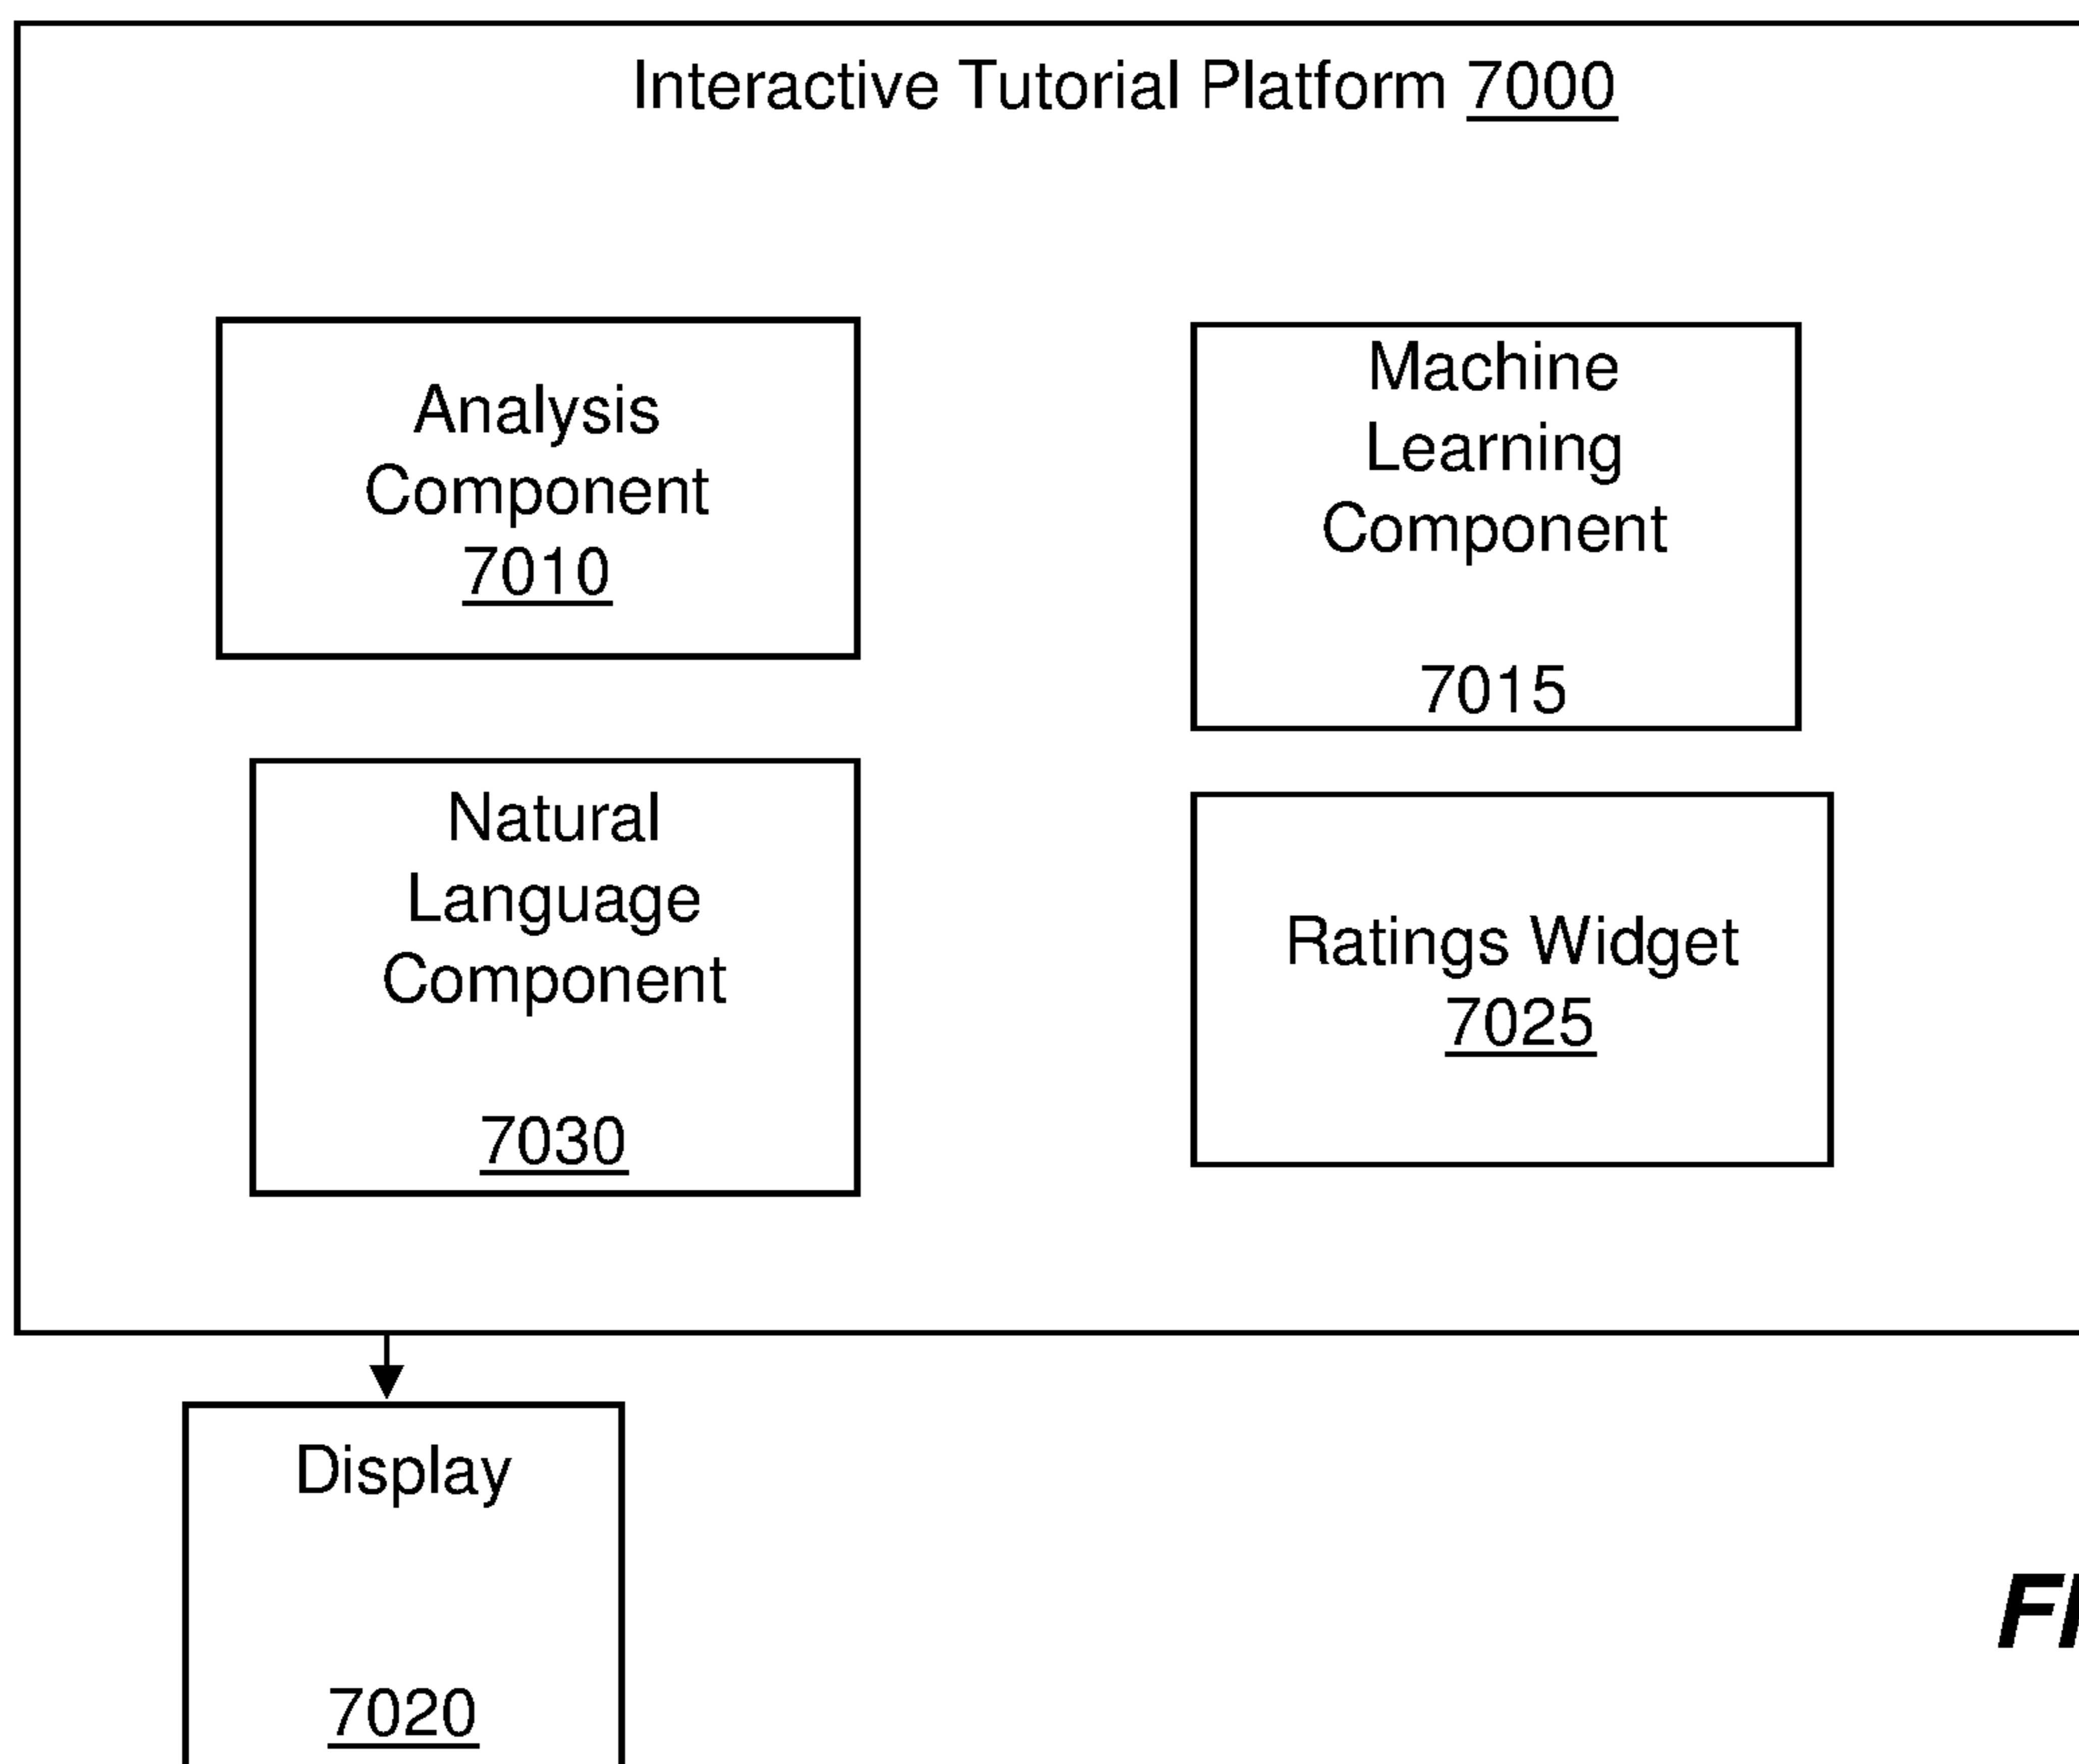 Interactive Tutorial Platform 7000
Analysis
Component
7010
Machine
Learning
Component
7015
Natural
Language
Component
7030
Ratings Widget
7025
Display
7020